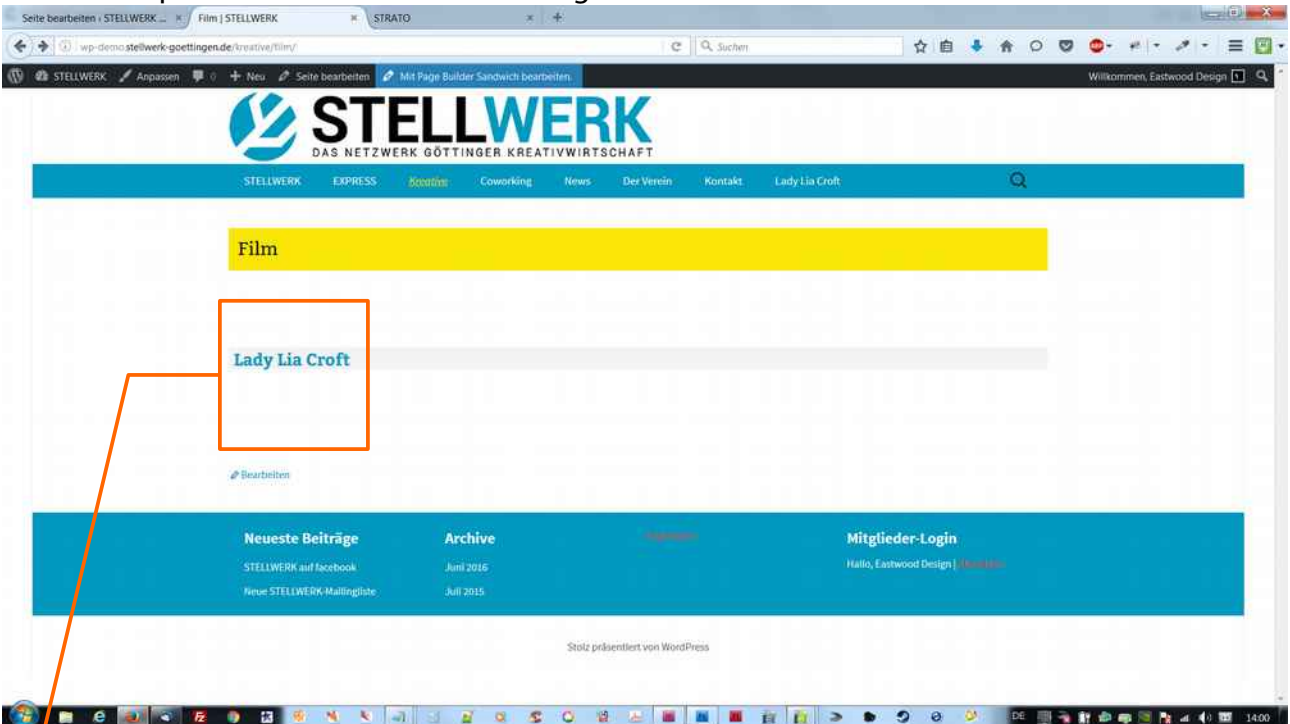 Seite bearbeiten ‹ STELLWERK ... × Film | STELLWERK × STRATO × +
wp-demo.stellwerk-goettingen.de/kreative/film/ Suchen
STELLWERK Anpassen 0 + Neu Seite bearbeiten Mit Page Builder Sandwich bearbeiten. Willkommen, Eastwood Design
STELLWERK
DAS NETZWERK GÖTTINGER KREATIVWIRTSCHAFT
STELLWERK EXPRESS Kreative Coworking News Der Verein Kontakt Lady Lia Croft
Film
Lady Lia Croft
Bearbeiten
Neueste Beiträge Archive Mitglieder-Login
STELLWERK auf facebook Juni 2016 Hallo, Eastwood Design |
Neue STELLWERK-Mailingliste Juli 2015
Stolz präsentiert von WordPress
DE 14:00